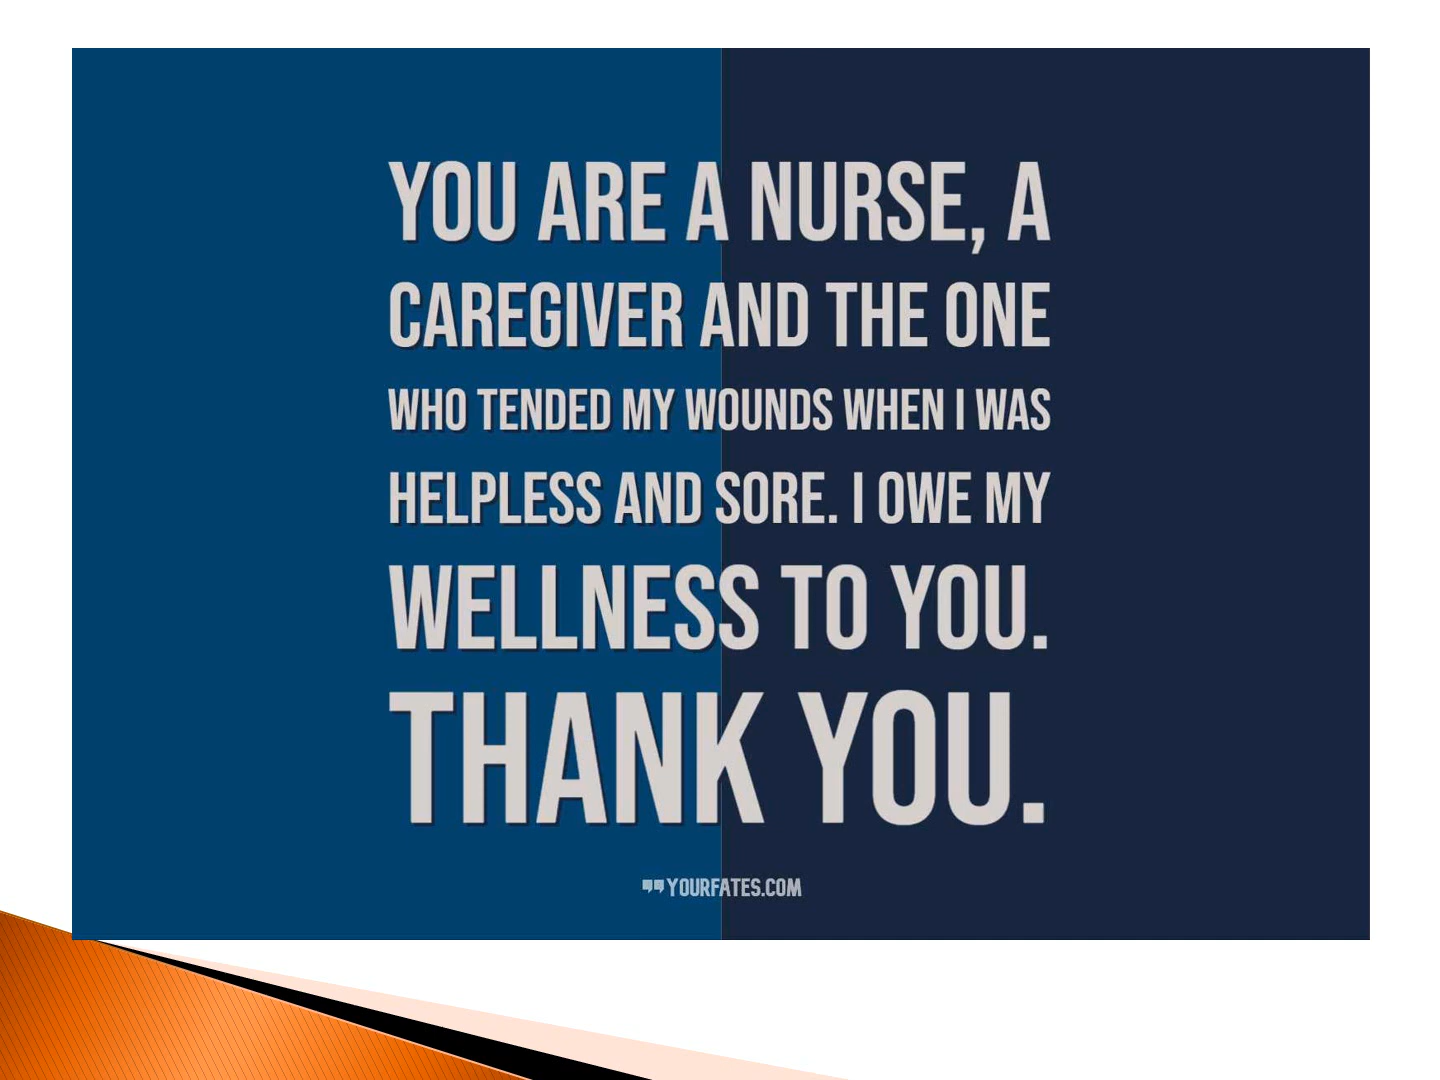 YOU ARE A NURSE, A
CAREGIVER AND THE ONE
WHO TENDED MY WOUNDS WHEN I WAS
HELPLESS AND SORE. I OWE MY
WELLNESS TO YOU.
THANK YOU.
YOURFATES.COM